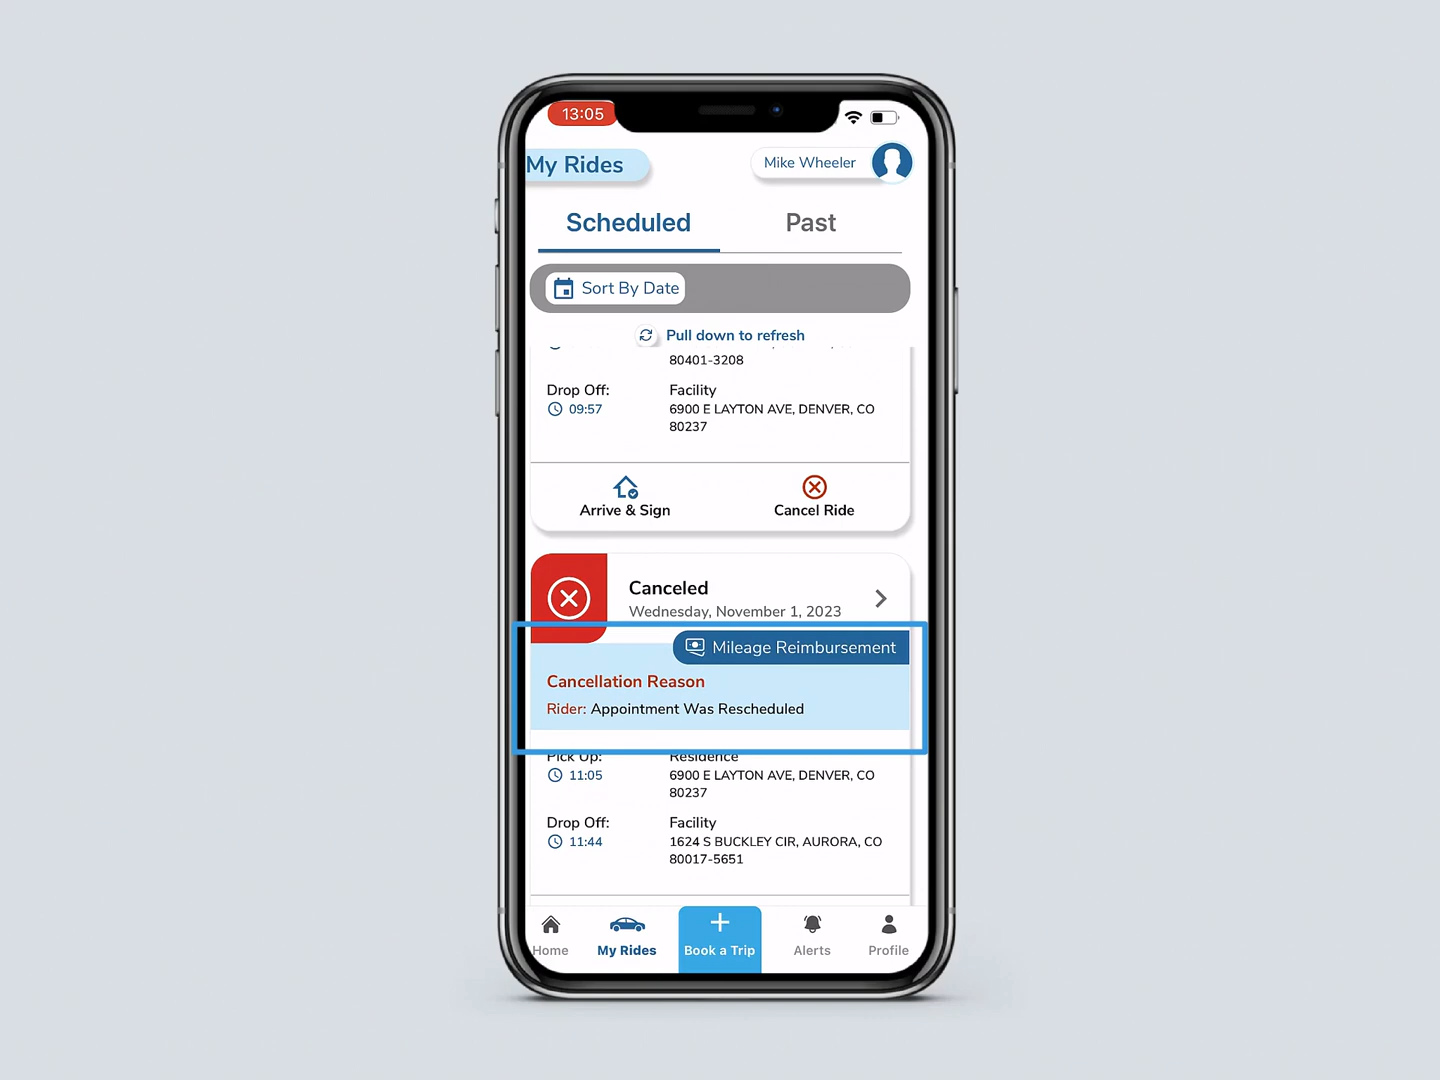 13:05
My Rides
Mike Wheeler
Scheduled
Past
Sort By Date
Pull down to refresh
80401-3208
Drop Off:
Facility
09:57
6900 E LAYTON AVE, DENVER, CO
80237
Arrive & Sign
Cancel Ride
Canceled
Wednesday, November 1, 2023
Mileage Reimbursement
Cancellation Reason
Rider: Appointment Was Rescheduled
Pick Up:
Residence
11:05
6900 E LAYTON AVE, DENVER, CO
80237
Drop Off:
Facility
11:44
1624 S BUCKLEY CIR, AURORA, CO
80017-5651
Home
My Rides
Book a Trip
Alerts
Profile